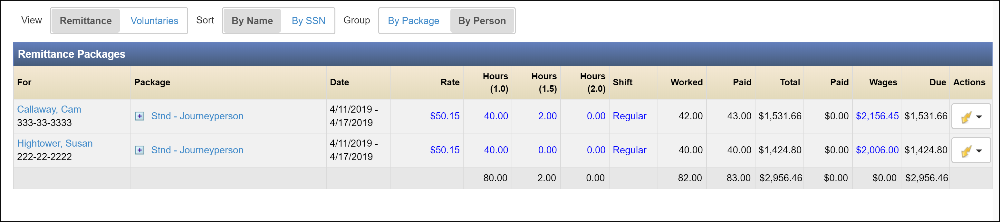 View Remittance Voluntaries Sort By Name By SSN Group By Package By Person
Remittance Packages
For Package Date Rate Hours (1.0) Hours (1.5) Hours (2.0) Shift Worked Paid Total Paid Wages Due Actions
Callaway, Cam 333-33-3333 Stnd - Journeyperson 4/11/2019 - 4/17/2019 $50.15 40.00 2.00 0.00 Regular 42.00 43.00 $1,531.66 $0.00 $2,156.45 $1,531.66
Hightower, Susan 222-22-2222 Stnd - Journeyperson 4/11/2019 - 4/17/2019 $50.15 40.00 0.00 0.00 Regular 40.00 40.00 $1,424.80 $0.00 $2,006.00 $1,424.80
80.00 2.00 0.00 82.00 83.00 $2,956.46 $0.00 $0.00 $2,956.46